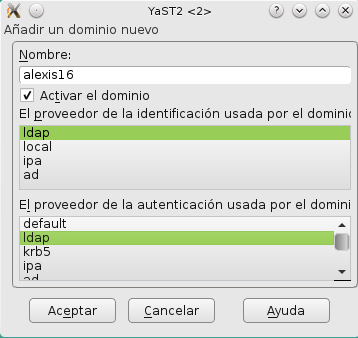 YaST2 <2>
Añadir un dominio nuevo
Nombre:
alexis16
Activar el dominio
El proveedor de la identificación usada por el dominio
ldap
local
ipa
ad
El proveedor de la autenticación usada por el domini
default
ldap
krb5
ipa
ad
Aceptar
Cancelar
Ayuda